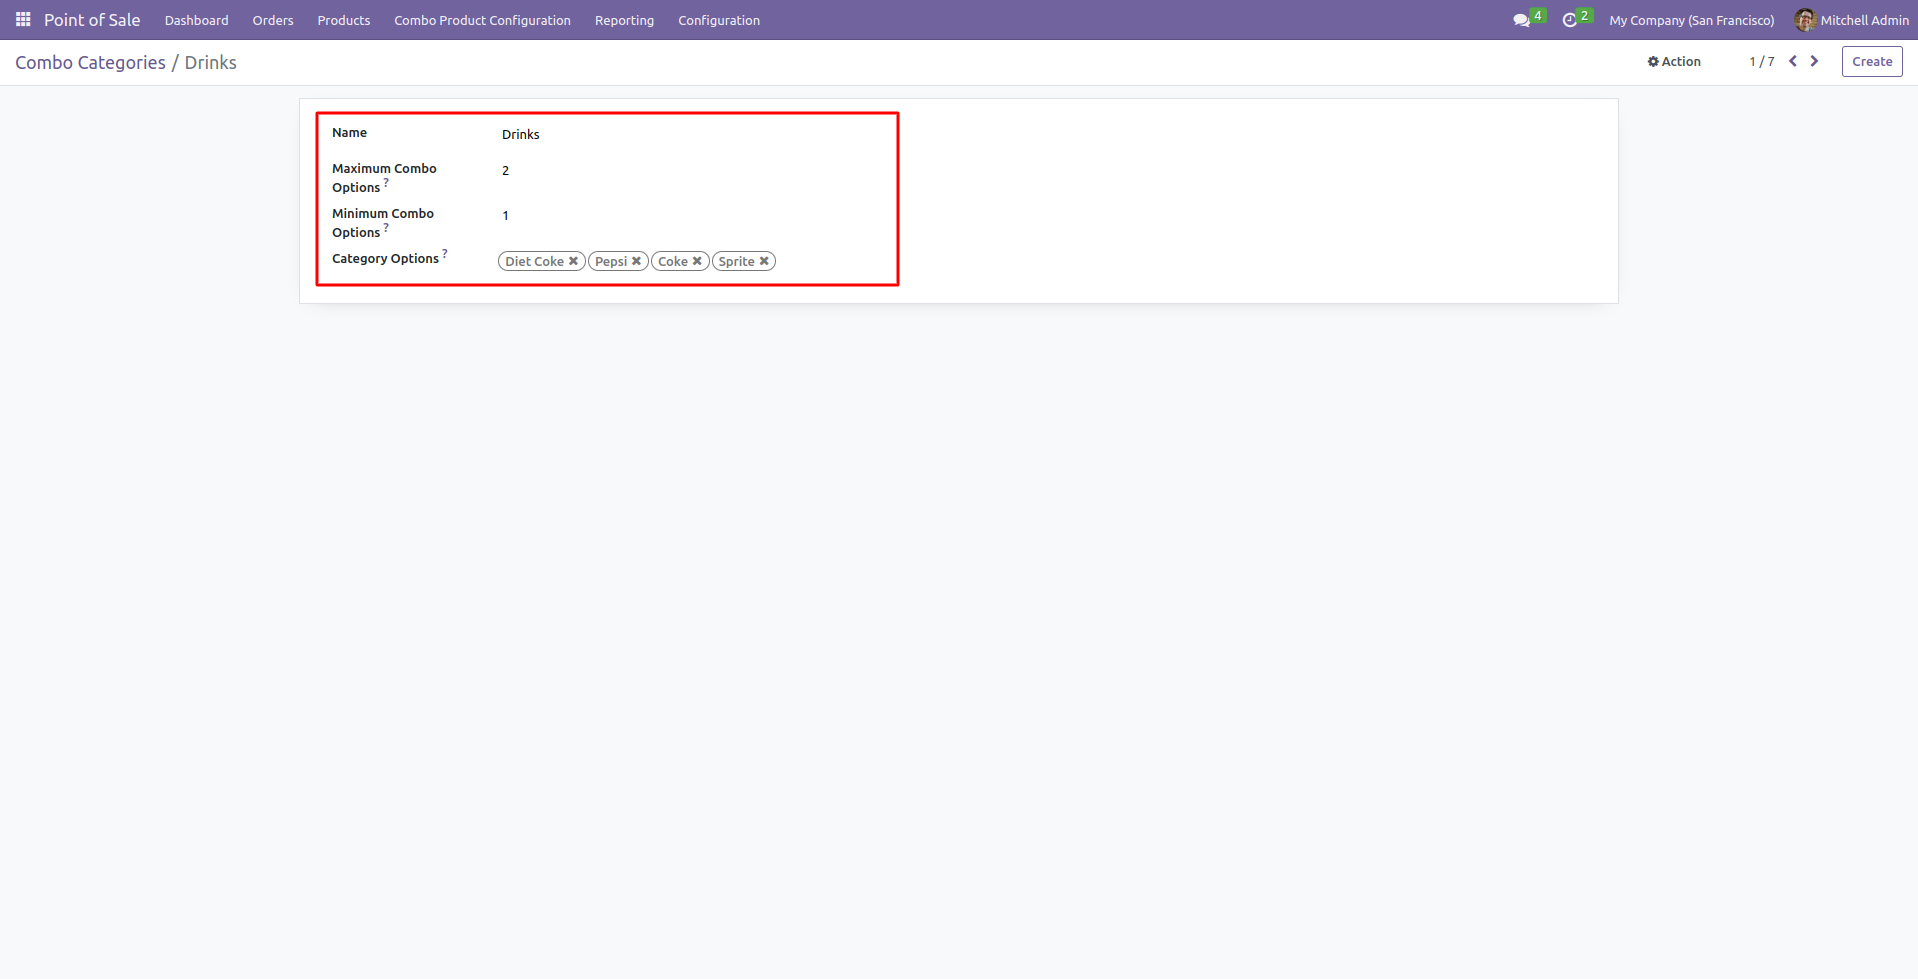 Point of Sale Dashboard Orders Products Combo Product Configuration Reporting Configuration 4 2 My Company (San Francisco) Mitchell Admin
Combo Categories / Drinks Action 1 / 7 Create
Name Drinks
Maximum Combo Options ? 2
Minimum Combo Options ? 1
Category Options ? Diet Coke ✖ Pepsi ✖ Coke ✖ Sprite ✖